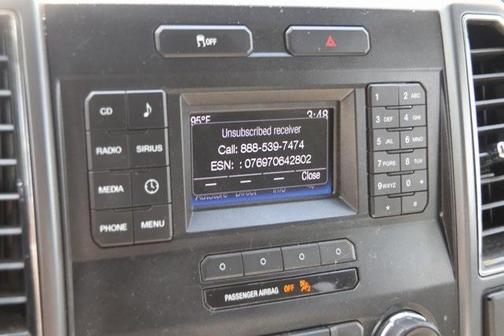 OFF
CD
RADIO SIRIUS
MEDIA
PHONE MENU
95°F 3:48
Unsubscribed receiver
Call: 888-539-7474
ESN: : 076970642802
Close
Direct
1 2 ABC
3 DEF 4 GHI
5 JKL 6 MNO
7 PQRS 8 TUV
9 WXYZ 0
* #
PASSENGER AIRBAG OFF